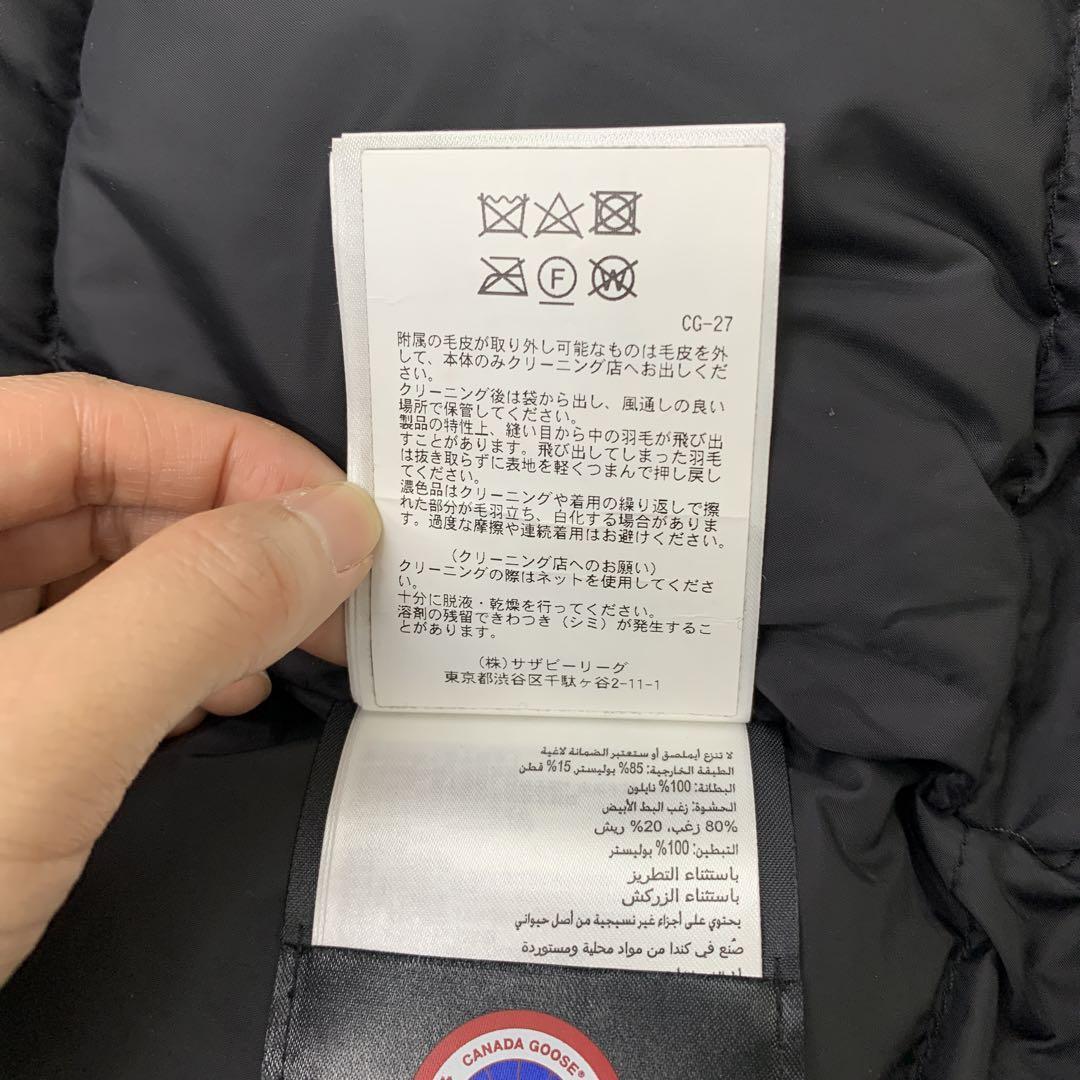 F
W
CG-27
附属の毛皮が取り外し可能なものは毛皮を外
して、本体のみクリーニング店へお出しくだ
さい。
クリーニング後は袋から出し、風通しの良い
場所で保管してください。
製品の特性上、縫い目から中の羽毛が飛び出
すことがあります。飛び出してしまった羽毛
は抜き取らずに表地を軽くつまんで押し戻し
てください。
濃色品はクリーニングや着用の繰り返しで擦
れた部分が毛羽立ち、白化する場合がありま
す。過度な摩擦や連続着用はお避けください。
(クリーニング店へのお願い)
クリーニングの際はネットを使用してくださ
い。
十分に脱液・乾燥を行ってください。
溶剤の残留できわつき(シミ)が発生するこ
とがあります。
(株)サザビーリーグ
東京都渋谷区千駄ヶ谷2-11-1
لا تنزع أيملصق أو ستعتبر الضمانة لاغية
الطبقة الخارجية: 85% بوليستر 15% قطن
البطانة: 100% نايلون
الحشوة: زغب البط الأبيض
80% زغب، 20% ريش
التبطين: 100% بوليستر
باستثناء التطريز
باستثناء الزركش
يحتوي على أجزاء غير نسيجية من أصل حيواني
صُنع في كندا من مواد محلية ومستوردة
CANADA GOOSE®